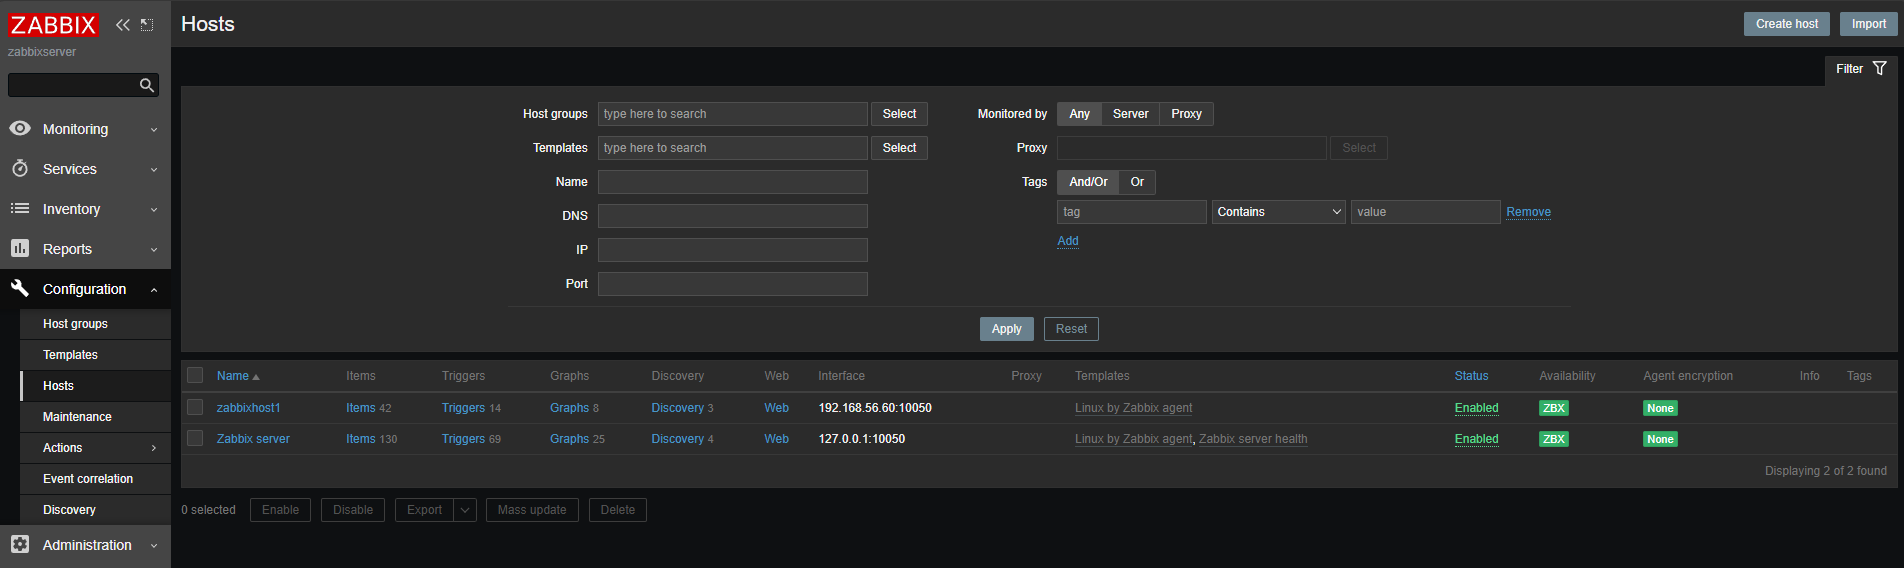 ZABBIX
zabbixserver
Monitoring
Services
Inventory
Reports
Configuration
Host groups
Templates
Hosts
Maintenance
Actions
Event correlation
Discovery
Administration
Hosts
Create host Import
Filter
Host groups type here to search Select
Templates type here to search Select
Name
DNS
IP
Port
Monitored by Any Server Proxy
Proxy Select
Tags And/Or Or
tag Contains value Remove
Add
Apply Reset
Name Items Triggers Graphs Discovery Web Interface Proxy Templates Status Availability Agent encryption Info Tags
zabbixhost1 Items 42 Triggers 14 Graphs 8 Discovery 3 Web 192.168.56.60:10050 Linux by Zabbix agent Enabled ZBX None
Zabbix server Items 130 Triggers 69 Graphs 25 Discovery 4 Web 127.0.0.1:10050 Linux by Zabbix agent, Zabbix server health Enabled ZBX None
Displaying 2 of 2 found
0 selected Enable Disable Export Mass update Delete